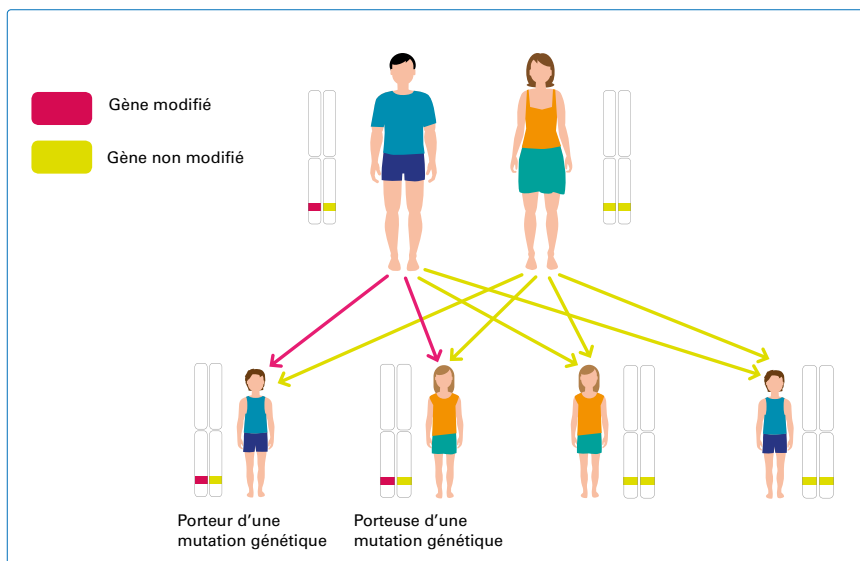 Gène modifié
Gène non modifié
Porteur d’une
mutation génétique
Porteuse d’une
mutation génétique